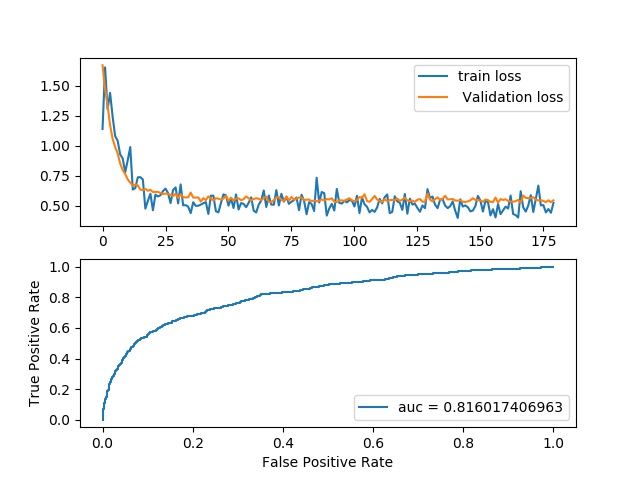 1.50
1.25
1.00
0.75
0.50
train loss
Validation loss
0 25 50 75 100 125 150 175
1.0
0.8
0.6
0.4
0.2
0.0
True Positive Rate
auc = 0.816017406963
0.0 0.2 0.4 0.6 0.8 1.0
False Positive Rate